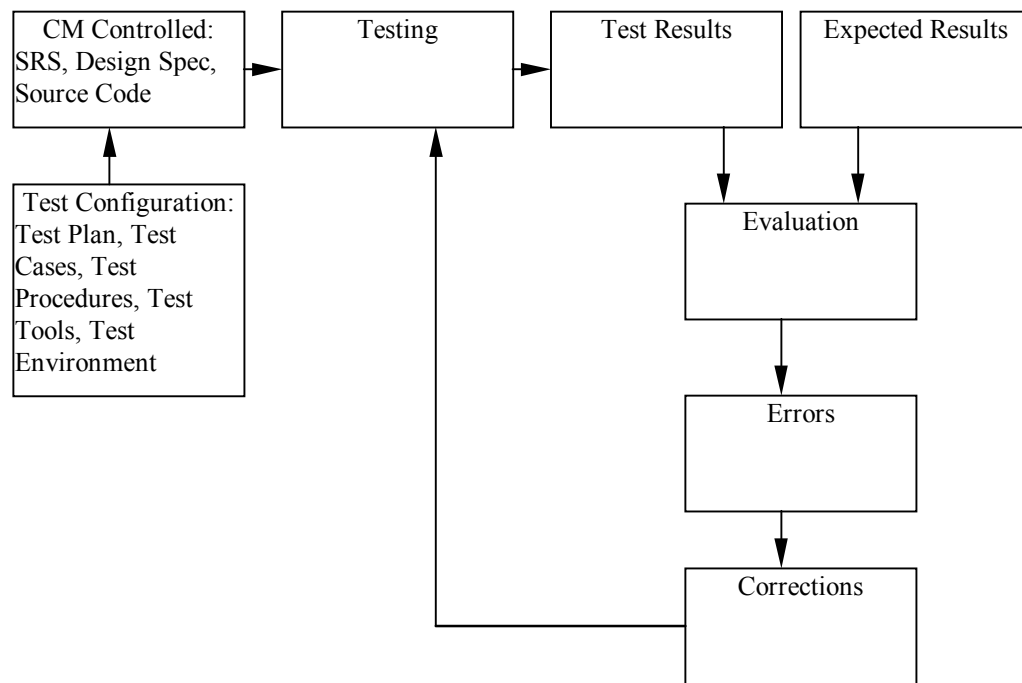 CM Controlled:
SRS, Design Spec,
Source Code
Testing
Test Results
Expected Results
Test Configuration:
Test Plan, Test
Cases, Test
Procedures, Test
Tools, Test
Environment
Evaluation
Errors
Corrections